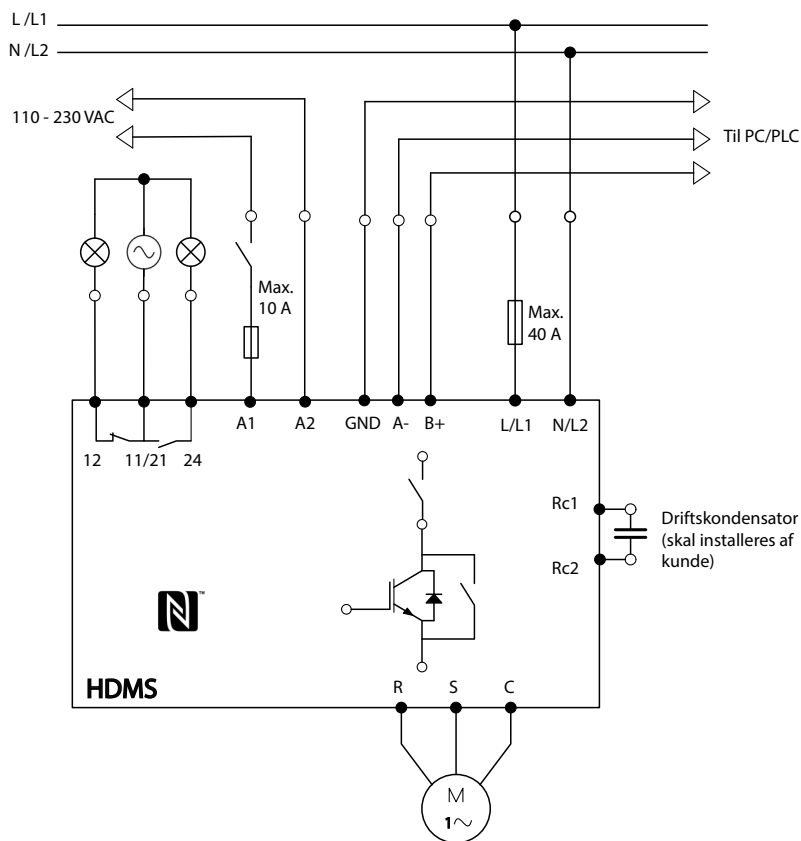 L /L1
N /L2
110 - 230 VAC
Til PC/PLC
Max.
10 A
Max.
40 A
A1 A2 GND A- B+ L/L1 N/L2
12 11/21 24
Rc1
Rc2
Driftskondensator
(skal installeres af
kunde)
N™
HDMS
R S C
M
1~